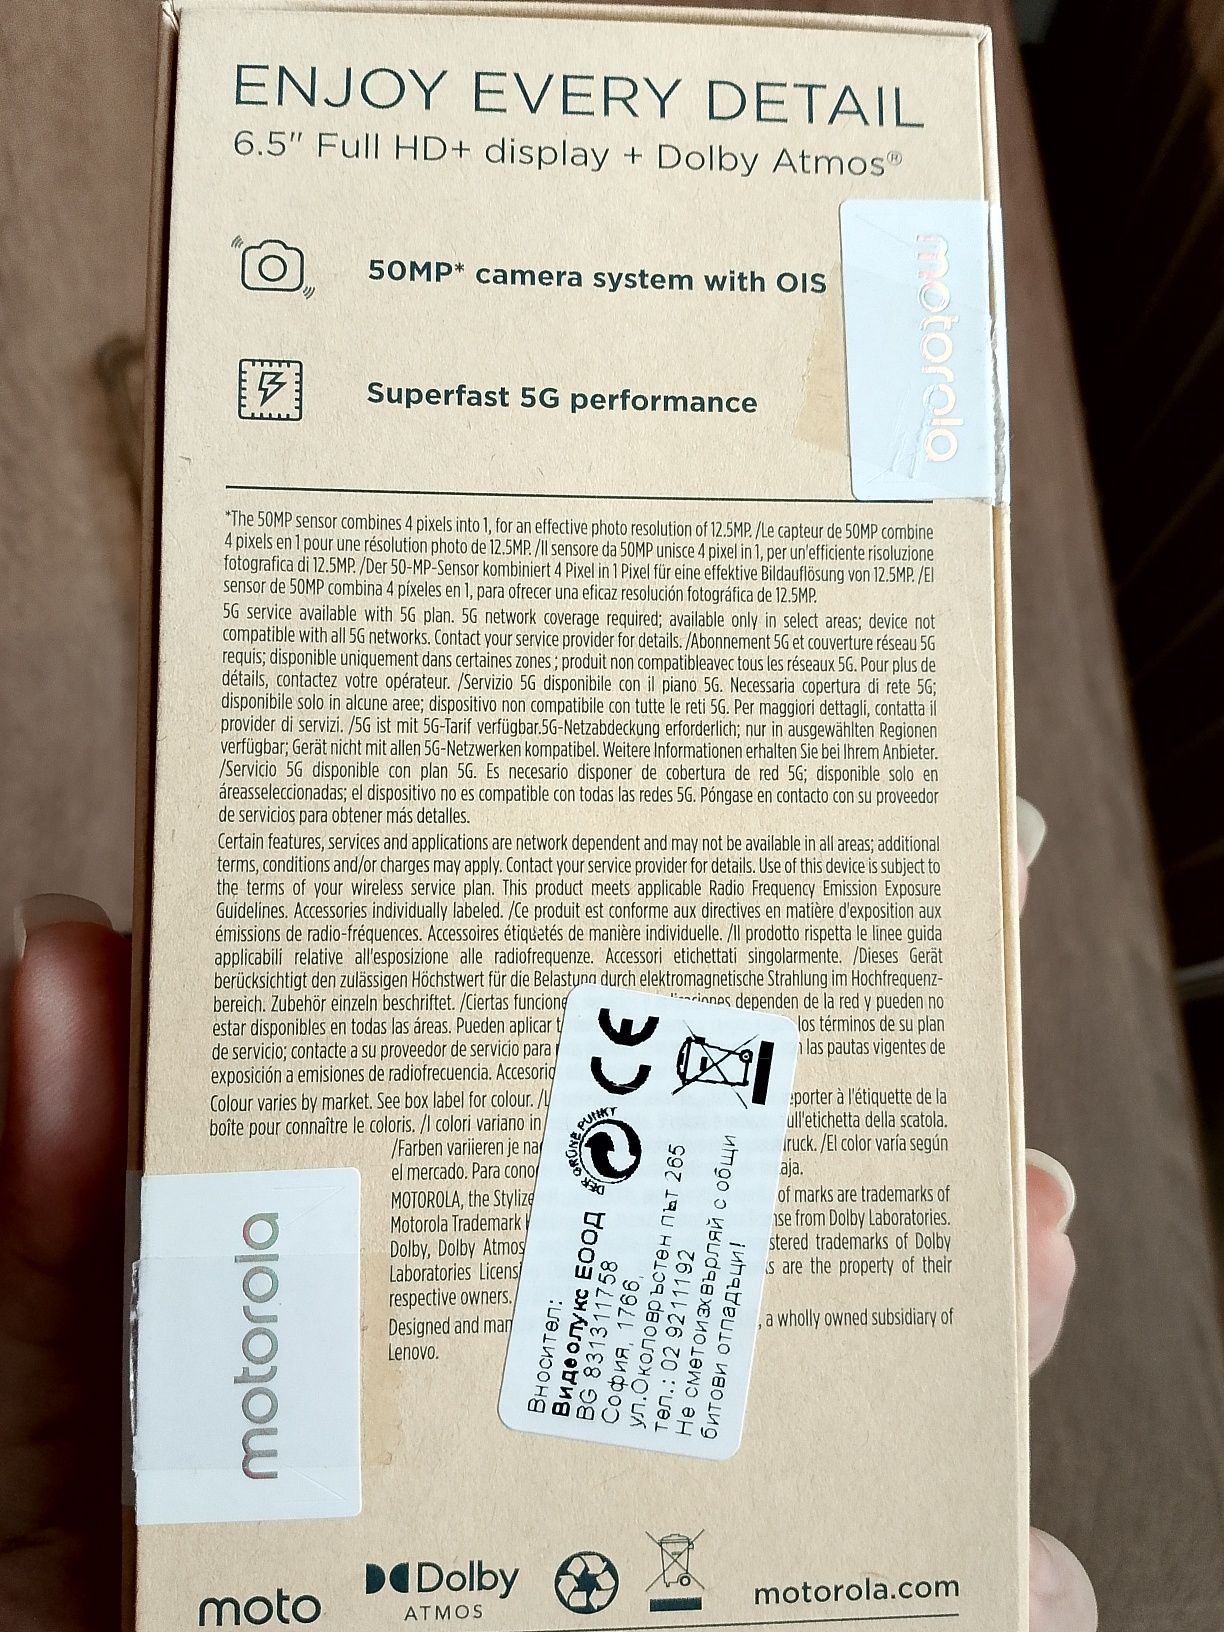 ENJOY EVERY DETAIL
6.5" Full HD+ display + Dolby Atmos®
50MP* camera system with OIS
motorola
Superfast 5G performance
*The 50MP sensor combines 4 pixels into 1, for an effective photo resolution of 12.5MP. /Le capteur de 50MP combine
4 pixels en 1 pour une résolution photo de 12.5MP. /Il sensore da 50MP unisce 4 pixel in 1, per un'efficiente risoluzione
fotografica di 12.5MP. /Der 50-MP-Sensor kombiniert 4 Pixel in 1 Pixel für eine effektive Bildauflösung von 12.5MP. /El
sensor de 50MP combina 4 píxeles en 1, para ofrecer una eficaz resolución fotográfica de 12.5MP.
5G service available with 5G plan. 5G network coverage required; available only in select areas; device not
compatible with all 5G networks. Contact your service provider for details. /Abonnement 5G et couverture réseau 5G
requis; disponible uniquement dans certaines zones ; produit non compatibleavec tous les réseaux 5G. Pour plus de
détails, contactez votre opérateur. /Servizio 5G disponibile con il piano 5G. Necessaria copertura di rete 5G;
disponibile solo in alcune aree; dispositivo non compatibile con tutte le reti 5G. Per maggiori dettagli, contatta il
provider di servizi. /5G ist mit 5G-Tarif verfügbar.5G-Netzabdeckung erforderlich; nur in ausgewählten Regionen
verfügbar; Gerät nicht mit allen 5G-Netzwerken kompatibel. Weitere Informationen erhalten Sie bei Ihrem Anbieter.
/Servicio 5G disponible con plan 5G. Es necesario disponer de cobertura de red 5G; disponible solo en
áreasseleccionadas; el dispositivo no es compatible con todas las redes 5G. Póngase en contacto con su proveedor
de servicios para obtener más detalles.
Certain features, services and applications are network dependent and may not be available in all areas; additional
terms, conditions and/or charges may apply. Contact your service provider for details. Use of this device is subject to
the terms of your wireless service plan. This product meets applicable Radio Frequency Emission Exposure
Guidelines. Accessories individually labeled. /Ce produit est conforme aux directives en matière d'exposition aux
émissions de radio-fréquences. Accessoires étiquetés de manière individuelle. /Il prodotto rispetta le linee guida
applicabili relative all'esposizione alle radiofrequenze. Accessori etichettati singolarmente. /Dieses Gerät
berücksichtigt den zulässigen Höchstwert für die Belastung durch elektromagnetische Strahlung im Hochfrequenz-
bereich. Zubehör einzeln beschriftet. /Ciertas funcione dependen de la red y pueden no
estar disponibles en todas las áreas. Pueden aplicar los términos de su plan
de servicio; contacte a su proveedor de servicio para las pautas vigentes de
exposición a emisiones de radiofrecuencia. Accesorio
Colour varies by market. See box label for colour. /L eporter à l'étiquette de la
boîte pour connaître le coloris. /I colori variano in ull'etichetta della scatola.
/Farben variieren je na ruck. /El color varía según
el mercado. Para cono aja.
MOTOROLA, the Stylize of marks are trademarks of
Motorola Trademark nse from Dolby Laboratories.
Dolby, Dolby Atmos stered trademarks of Dolby
Laboratories Licensi s are the property of their
respective owners.
Designed and man , a wholly owned subsidiary of
Lenovo.
CE
DER GRÜNE PUNKT
Вносител:
Видеолукс ЕООД
BG 831311758
София, 1766,
ул.Околовръстен път 265
тел.: 02 9211192
Не сметоизхвърляй с общи
битови отпадъци!
motorola
moto
Dolby
ATMOS
motorola.com